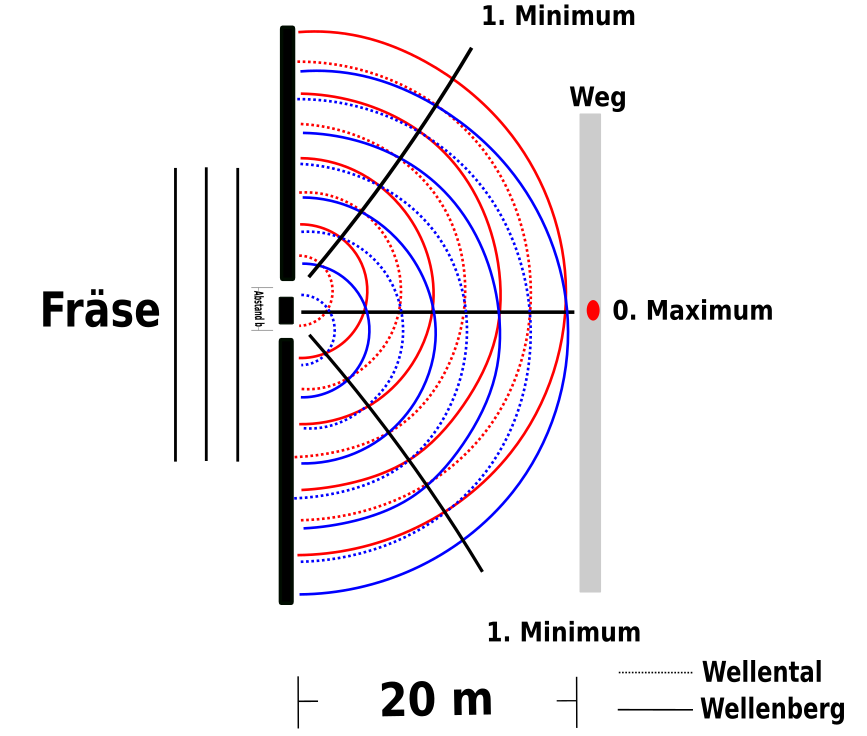 1. Minimum
Weg
Fräse
Abstand b
0. Maximum
1. Minimum
Wellental
20 m
Wellenberg